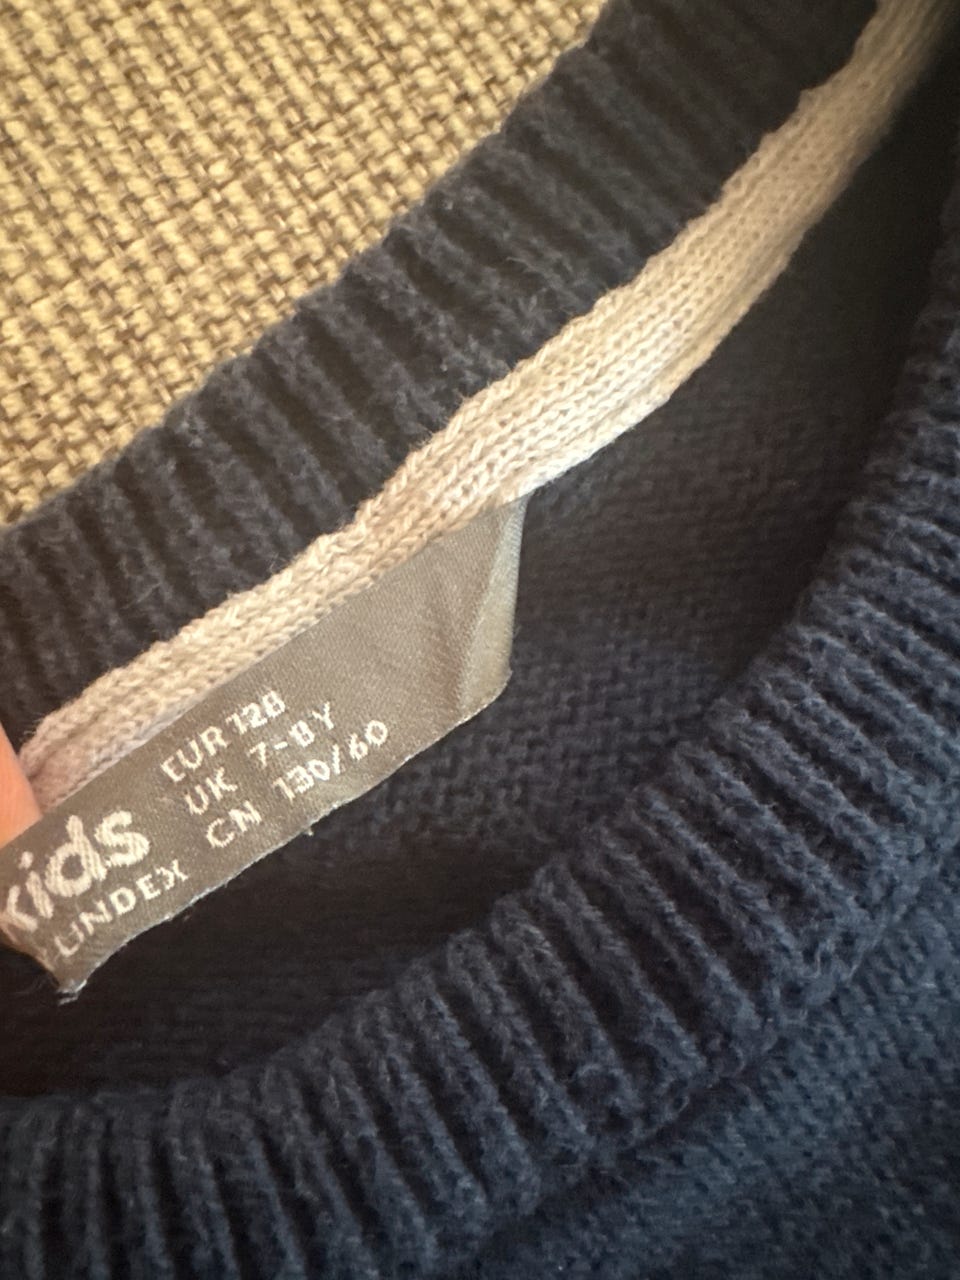 kids
LINDEX
EUR 128
UK 7-8Y
CN 130/60